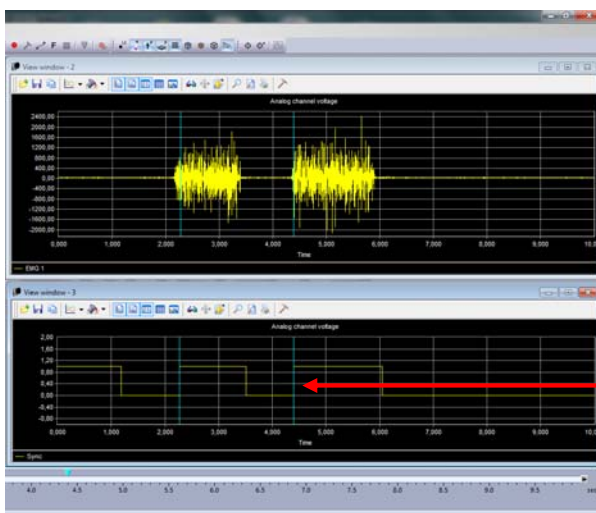 View window - 2
Analog channel voltage
2400,00
2000,00
1600,00
1200,00
800,00
400,00
0,00
-400,00
-800,00
-1200,00
-1600,00
-2000,00
0,000 1,000 2,000 3,000 4,000 5,000 6,000 7,000 8,000 9,000 10,0
Time
EMG 1
View window - 3
Analog channel voltage
2,00
1,60
1,20
0,80
0,40
0,00
-0,40
0,000 1,000 2,000 3,000 4,000 5,000 6,000 7,000 8,000 9,000 10,0
Time
Sync
4.0 4.5 5.0 5.5 6.0 6.5 7.0 7.5 8.0 8.5 9.0 9.5